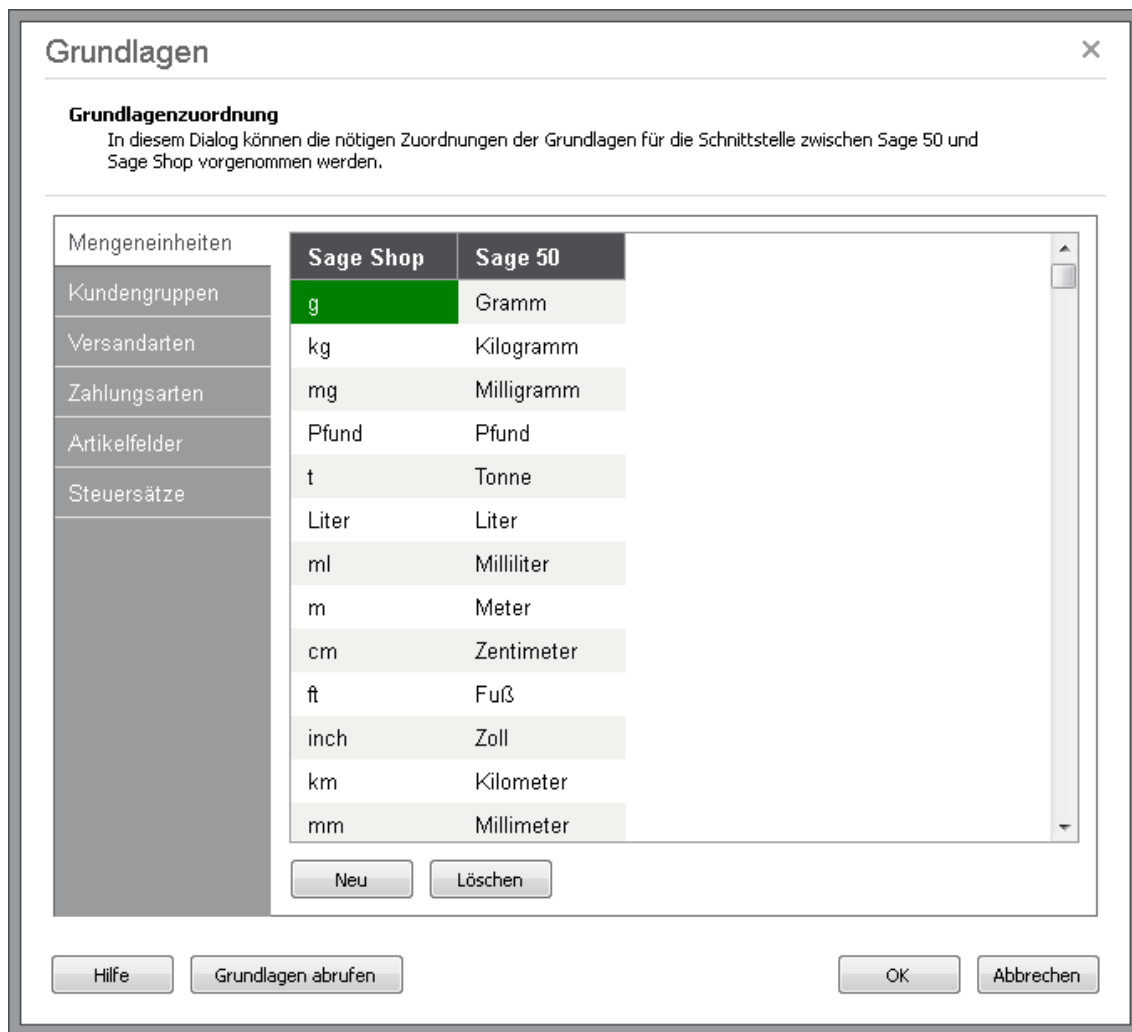 Grundlagen
Grundlagenzuordnung
In diesem Dialog können die nötigen Zuordnungen der Grundlagen für die Schnittstelle zwischen Sage 50 und
Sage Shop vorgenommen werden.
Mengeneinheiten
Kundengruppen
Versandarten
Zahlungsarten
Artikelfelder
Steuersätze
Sage Shop Sage 50
g Gramm
kg Kilogramm
mg Milligramm
Pfund Pfund
t Tonne
Liter Liter
ml Milliliter
m Meter
cm Zentimeter
ft Fuß
inch Zoll
km Kilometer
mm Millimeter
Neu Löschen
Hilfe Grundlagen abrufen OK Abbrechen